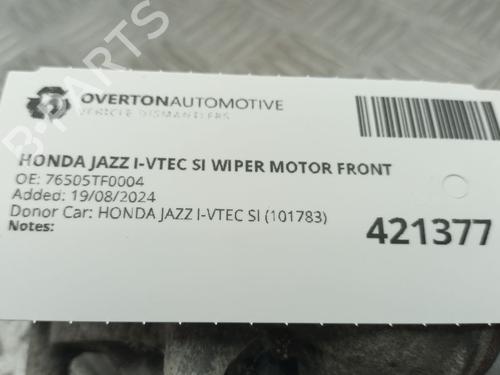 OVERTONAUTOMOTIVE
VEHICLE DISMANTLERS
HONDA JAZZ I-VTEC SI WIPER MOTOR FRONT
OE: 76505TF0004
Added: 19/08/2024
Donor Car: HONDA JAZZ I-VTEC SI (101783)
Notes:
421377
B-PARTS